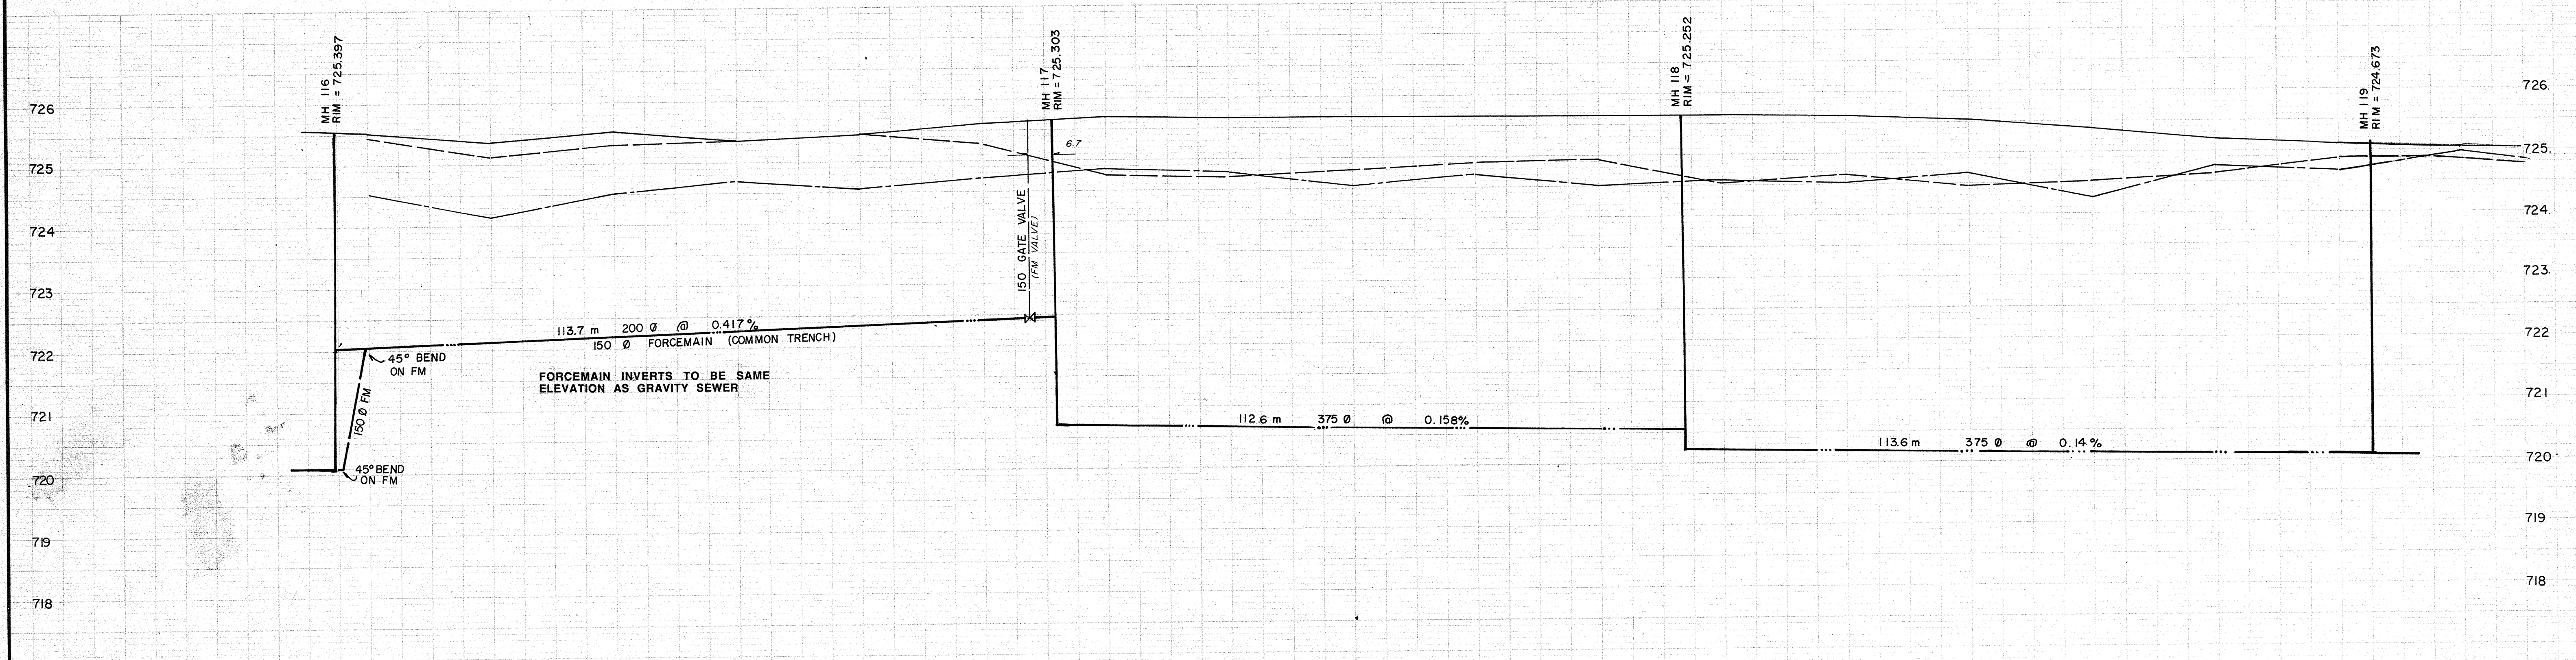 MH 116
RIM = 725.397
MH 117
RIM = 725.303
MH 118
RIM = 725.252
MH 119
RIM = 724.673
726
725
724
723
722
721
720
719
718
726.
725.
724.
723.
722
721
720
719
718
6.7
150 GATE VALVE
(FM VALVE)
113.7 m 200 Ø @ 0.417%
150 Ø FORCEMAIN (COMMON TRENCH)
45° BEND
ON FM
150 Ø FM
FORCEMAIN INVERTS TO BE SAME
ELEVATION AS GRAVITY SEWER
45° BEND
ON FM
112.6 m 375 Ø @ 0.158%
113.6 m 375 Ø @ 0.14 %